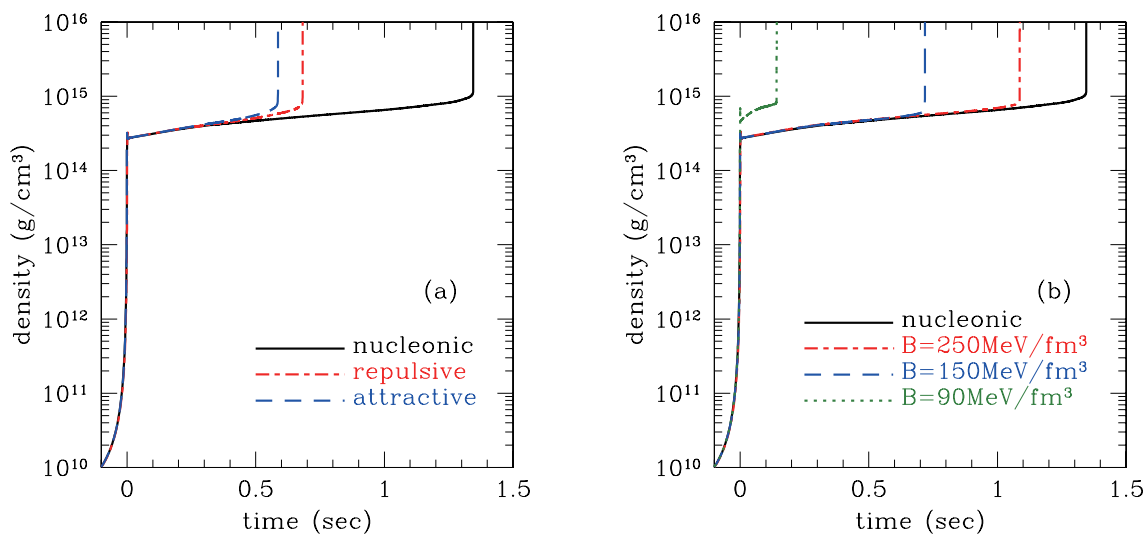 10¹⁶
10¹⁵
10¹⁴
10¹³
10¹²
10¹¹
10¹⁰
density (g/cm³)
(a)
nucleonic
repulsive
attractive
0 0.5 1 1.5
time (sec)
10¹⁶
10¹⁵
10¹⁴
10¹³
10¹²
10¹¹
10¹⁰
density (g/cm³)
(b)
nucleonic
B=250MeV/fm³
B=150MeV/fm³
B=90MeV/fm³
0 0.5 1 1.5
time (sec)